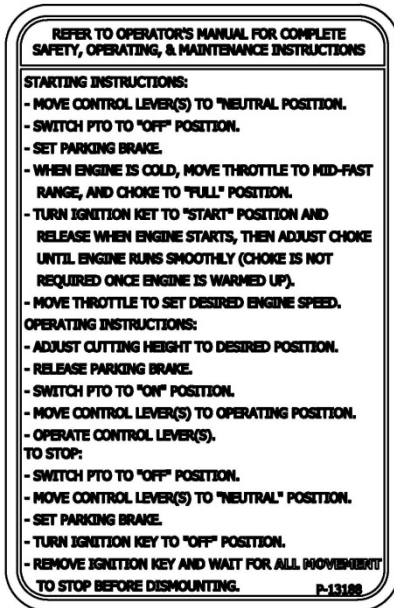 REFER TO OPERATOR'S MANUAL FOR COMPLETE
SAFETY, OPERATING, & MAINTENANCE INSTRUCTIONS
STARTING INSTRUCTIONS:
- MOVE CONTROL LEVER(S) TO "NEUTRAL POSITION.
- SWITCH PTO TO "OFF" POSITION.
- SET PARKING BRAKE.
- WHEN ENGINE IS COLD, MOVE THROTTLE TO MID-FAST
RANGE, AND CHOKE TO "FULL" POSITION.
- TURN IGNITION KET TO "START" POSITION AND
RELEASE WHEN ENGINE STARTS, THEN ADJUST CHOKE
UNTIL ENGINE RUNS SMOOTHLY (CHOKE IS NOT
REQUIRED ONCE ENGINE IS WARMED UP).
- MOVE THROTTLE TO SET DESIRED ENGINE SPEED.
OPERATING INSTRUCTIONS:
- ADJUST CUTTING HEIGHT TO DESIRED POSITION.
- RELEASE PARKING BRAKE.
- SWITCH PTO TO "ON" POSITION.
- MOVE CONTROL LEVER(S) TO OPERATING POSITION.
- OPERATE CONTROL LEVER(S).
TO STOP:
- SWITCH PTO TO "OFF" POSITION.
- MOVE CONTROL LEVER(S) TO "NEUTRAL" POSITION.
- SET PARKING BRAKE.
- TURN IGNITION KEY TO "OFF" POSITION.
- REMOVE IGNITION KEY AND WAIT FOR ALL MOVEMENT
TO STOP BEFORE DISMOUNTING. P-13188